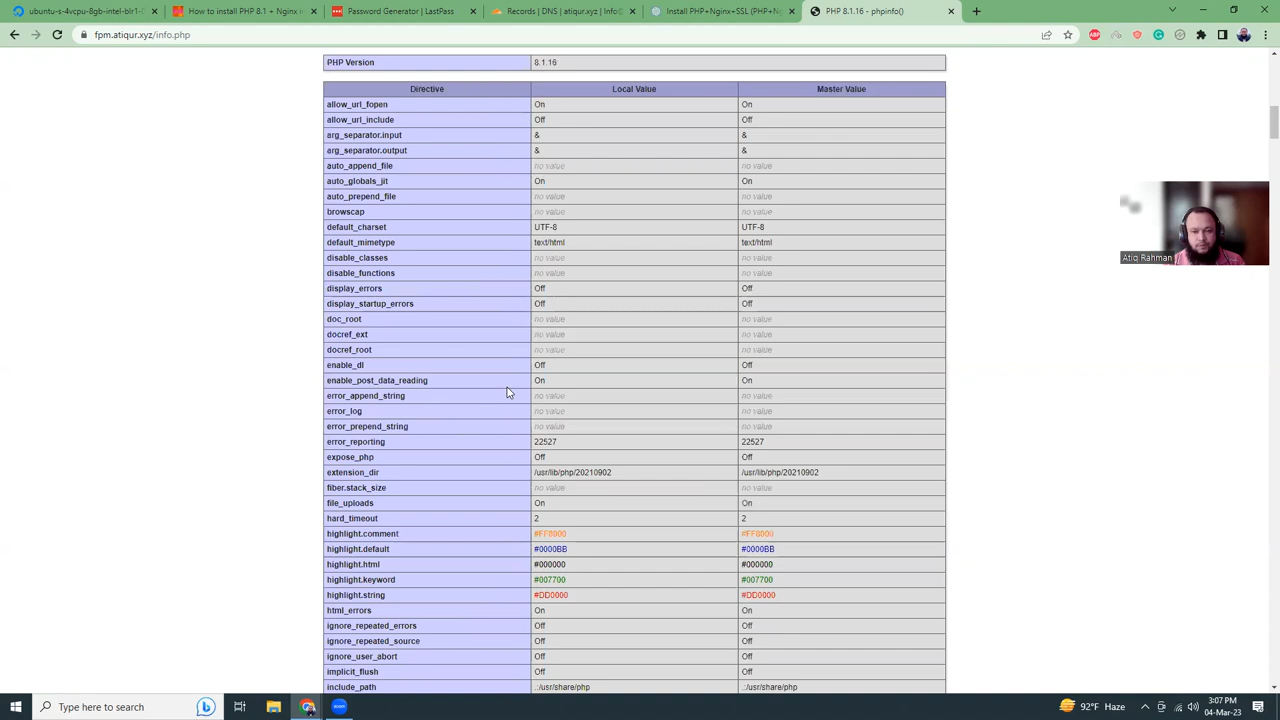 ubuntu-s-4vcpu-8gb-intel-blr1-0
How to install PHP 8.1 + Nginx i
Password Generator | LastPass
Records | DNS | atiqur.xyz | Info@
Install PHP+Nginx+SSL (PHP+Ng
PHP 8.1.16 - phpinfo()
fpm.atiqur.xyz/info.php
PHP Version 8.1.16
Directive Local Value Master Value
allow_url_fopen On On
allow_url_include Off Off
arg_separator.input & &
arg_separator.output & &
auto_append_file no value no value
auto_globals_jit On On
auto_prepend_file no value no value
browscap no value no value
default_charset UTF-8 UTF-8
default_mimetype text/html text/html
disable_classes no value no value
disable_functions no value no value
display_errors Off Off
display_startup_errors Off Off
doc_root no value no value
docref_ext no value no value
docref_root no value no value
enable_dl Off Off
enable_post_data_reading On On
error_append_string no value no value
error_log no value no value
error_prepend_string no value no value
error_reporting 22527 22527
expose_php Off Off
extension_dir /usr/lib/php/20210902 /usr/lib/php/20210902
fiber.stack_size no value no value
file_uploads On On
hard_timeout 2 2
highlight.comment #FF8000 #FF8000
highlight.default #0000BB #0000BB
highlight.html #000000 #000000
highlight.keyword #007700 #007700
highlight.string #DD0000 #DD0000
html_errors On On
ignore_repeated_errors Off Off
ignore_repeated_source Off Off
ignore_user_abort Off Off
implicit_flush Off Off
include_path .:/usr/share/php .:/usr/share/php
Atiq Rahman
Type here to search
zoom
92°F Haze
3:07 PM
04-Mar-23